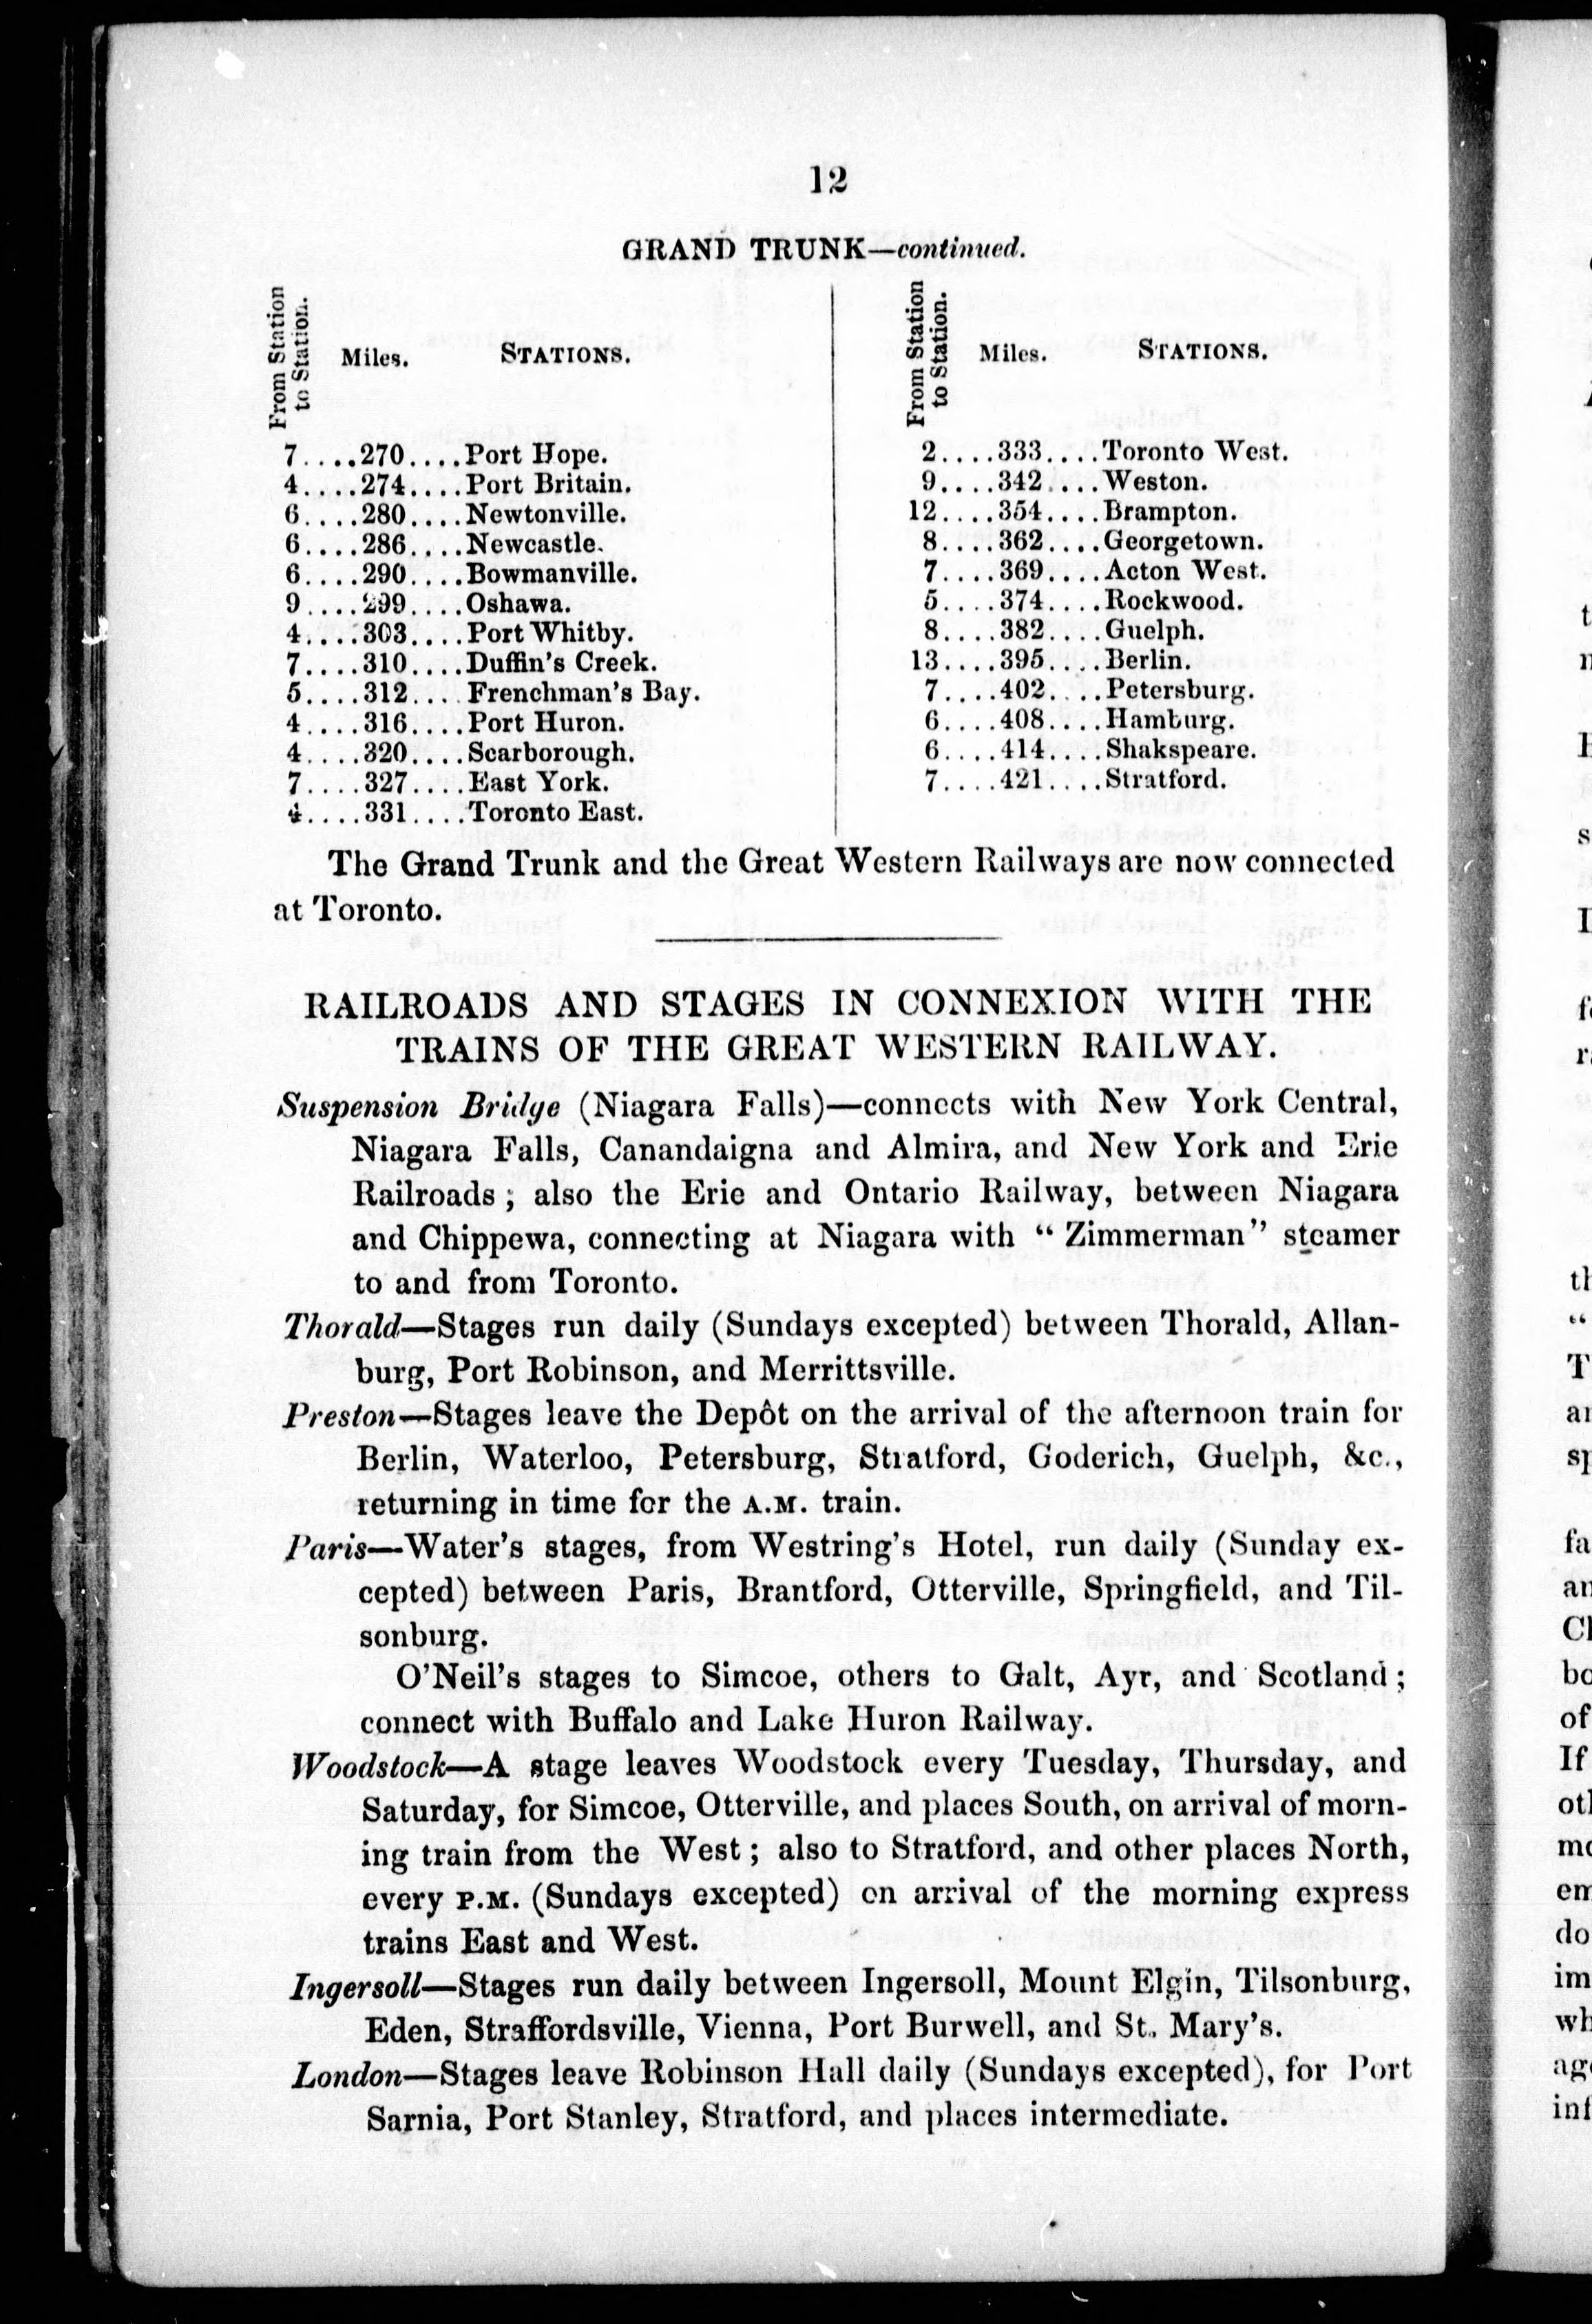 12
GRAND TRUNK—continued.
From Station to Station. Miles. STATIONS.
7....270....Port Hope.
4....274....Port Britain.
6....280....Newtonville.
6....286....Newcastle.
6....290....Bowmanville.
9....299....Oshawa.
4....303....Port Whitby.
7....310....Duffin's Creek.
5....312....Frenchman's Bay.
4....316....Port Huron.
4....320....Scarborough.
7....327....East York.
4....331....Toronto East.
From Station to Station. Miles. STATIONS.
2....333....Toronto West.
9....342....Weston.
12....354....Brampton.
8....362....Georgetown.
7....369....Acton West.
5....374....Rockwood.
8....382....Guelph.
13....395....Berlin.
7....402....Petersburg.
6....408....Hamburg.
6....414....Shakspeare.
7....421....Stratford.
The Grand Trunk and the Great Western Railways are now connected
at Toronto.
RAILROADS AND STAGES IN CONNEXION WITH THE
TRAINS OF THE GREAT WESTERN RAILWAY.
Suspension Bridge (Niagara Falls)—connects with New York Central,
Niagara Falls, Canandaigna and Almira, and New York and Erie
Railroads; also the Erie and Ontario Railway, between Niagara
and Chippewa, connecting at Niagara with "Zimmerman" steamer
to and from Toronto.
Thorald—Stages run daily (Sundays excepted) between Thorald, Allan-
burg, Port Robinson, and Merrittsville.
Preston—Stages leave the Depôt on the arrival of the afternoon train for
Berlin, Waterloo, Petersburg, Stratford, Goderich, Guelph, &c.,
returning in time for the A.M. train.
Paris—Water's stages, from Westring's Hotel, run daily (Sunday ex-
cepted) between Paris, Brantford, Otterville, Springfield, and Til-
sonburg.
O'Neil's stages to Simcoe, others to Galt, Ayr, and Scotland;
connect with Buffalo and Lake Huron Railway.
Woodstock—A stage leaves Woodstock every Tuesday, Thursday, and
Saturday, for Simcoe, Otterville, and places South, on arrival of morn-
ing train from the West; also to Stratford, and other places North,
every P.M. (Sundays excepted) on arrival of the morning express
trains East and West.
Ingersoll—Stages run daily between Ingersoll, Mount Elgin, Tilsonburg,
Eden, Straffordsville, Vienna, Port Burwell, and St. Mary's.
London—Stages leave Robinson Hall daily (Sundays excepted), for Port
Sarnia, Port Stanley, Stratford, and places intermediate.